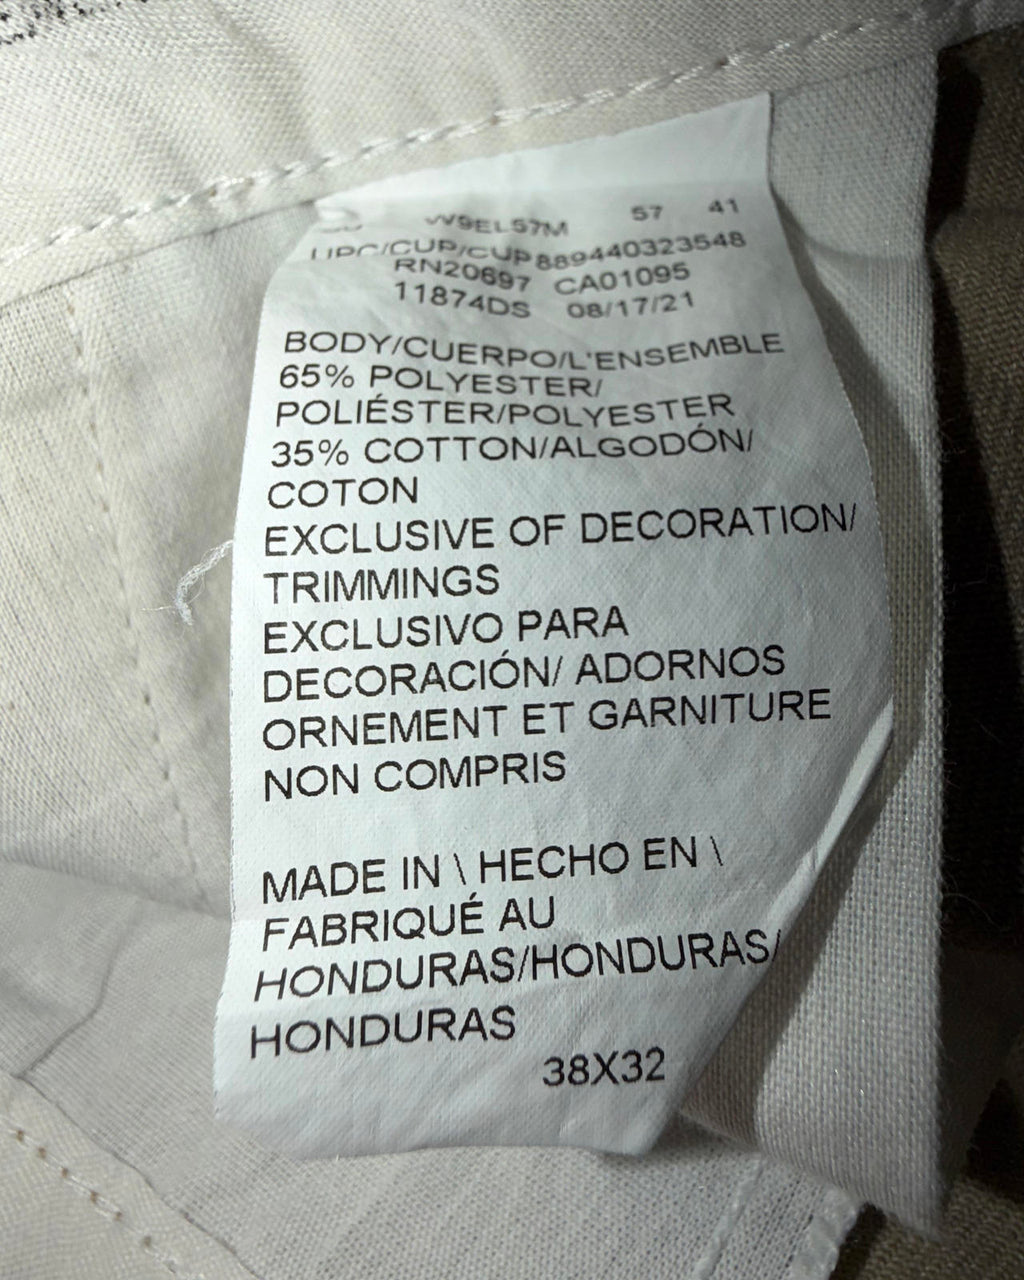 W9EL57M 57 41
UPC/CUP/CUP889440323548
RN20697 CA01095
11874DS 08/17/21
BODY/CUERPO/L'ENSEMBLE
65% POLYESTER/
POLIÉSTER/POLYESTER
35% COTTON/ALGODÓN/
COTON
EXCLUSIVE OF DECORATION/
TRIMMINGS
EXCLUSIVO PARA
DECORACIÓN/ ADORNOS
ORNEMENT ET GARNITURE
NON COMPRIS
MADE IN \ HECHO EN \
FABRIQUÉ AU
HONDURAS/HONDURAS/
HONDURAS
38X32